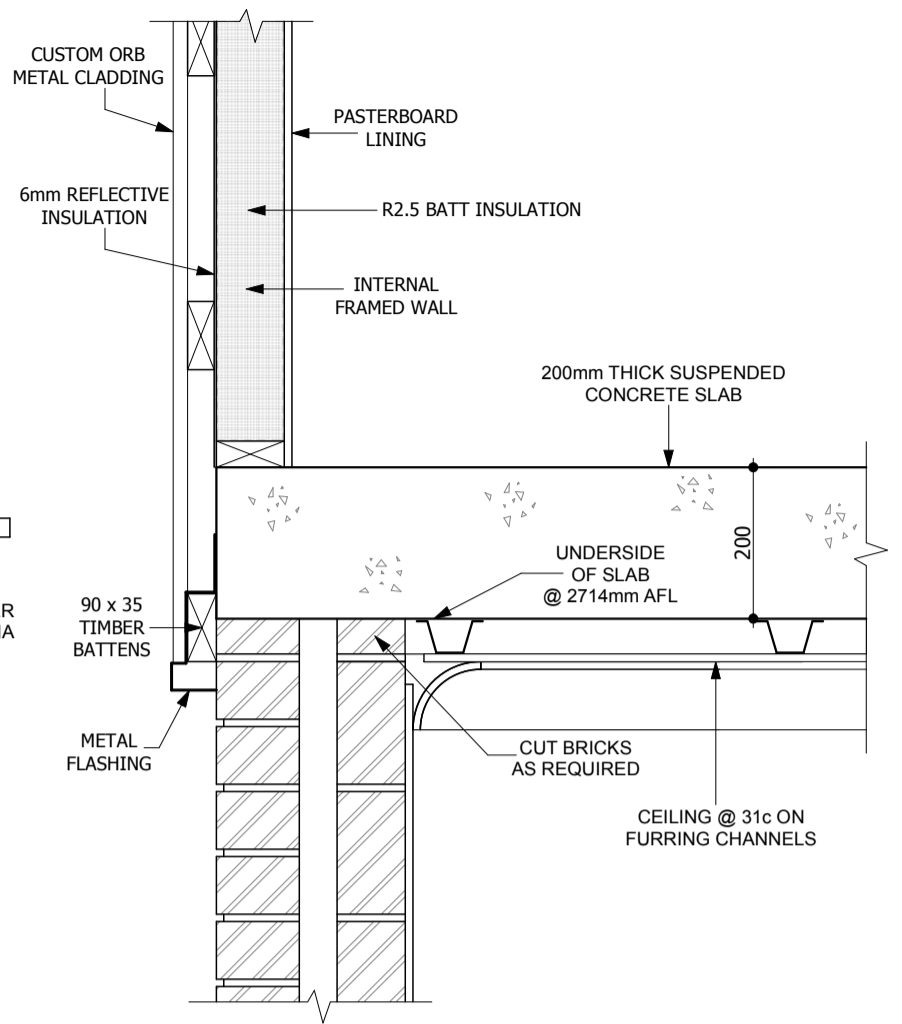 CUSTOM ORB
METAL CLADDING
PASTERBOARD
LINING
6mm REFLECTIVE
INSULATION
R2.5 BATT INSULATION
INTERNAL
FRAMED WALL
200mm THICK SUSPENDED
CONCRETE SLAB
200
UNDERSIDE
OF SLAB
@ 2714mm AFL
R
A
90 x 35
TIMBER
BATTENS
METAL
FLASHING
CUT BRICKS
AS REQUIRED
CEILING @ 31c ON
FURRING CHANNELS